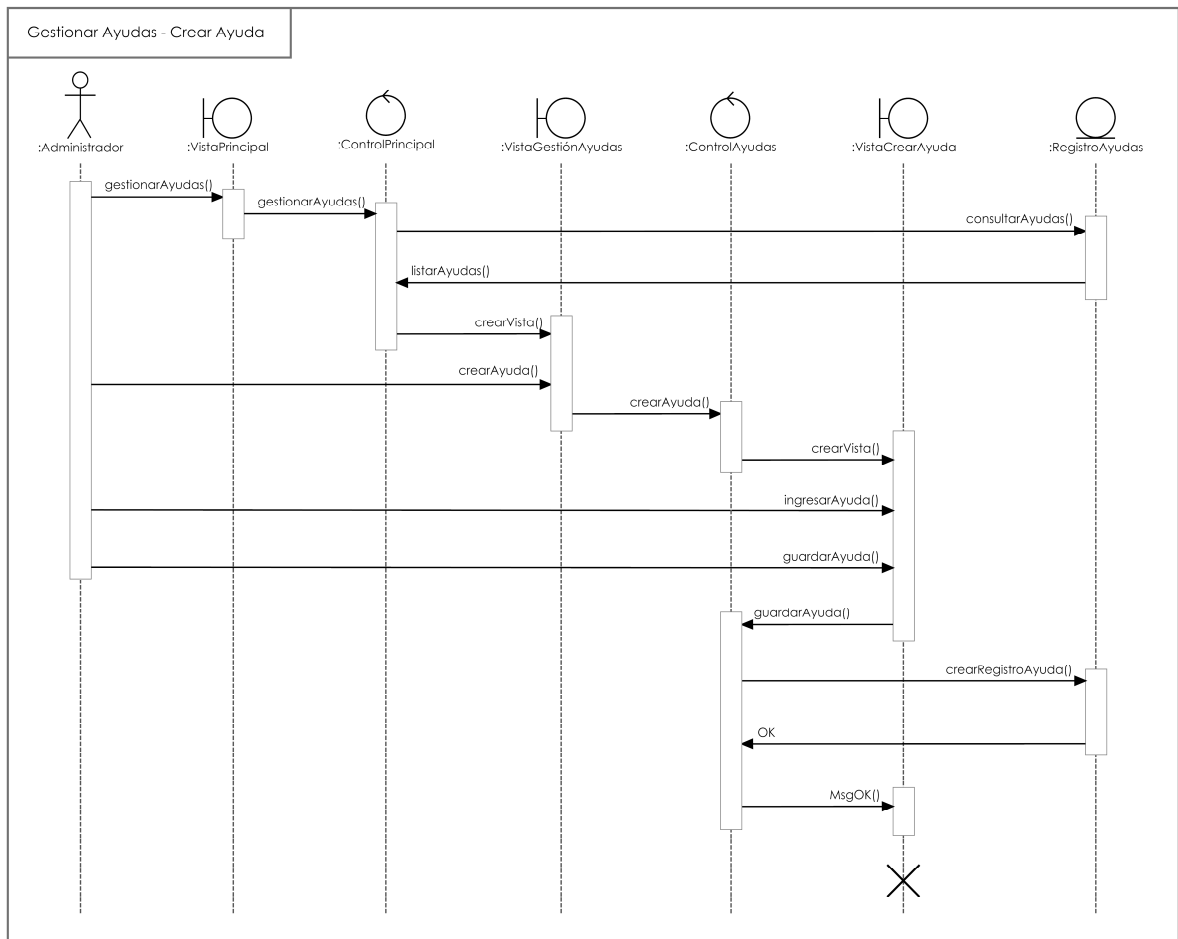 Gestionar Ayudas - Crear Ayuda
:Administrador
:VistaPrincipal
:ControlPrincipal
:VistaGestiónAyudas
:ControlAyudas
:VistaCrearAyuda
:RegistroAyudas
gestionarAyudas()
gestionarAyudas()
consultarAyudas()
listarAyudas()
crearVista()
crearAyuda()
crearAyuda()
crearVista()
ingresarAyuda()
guardarAyuda()
guardarAyuda()
crearRegistroAyuda()
OK
MsgOK()